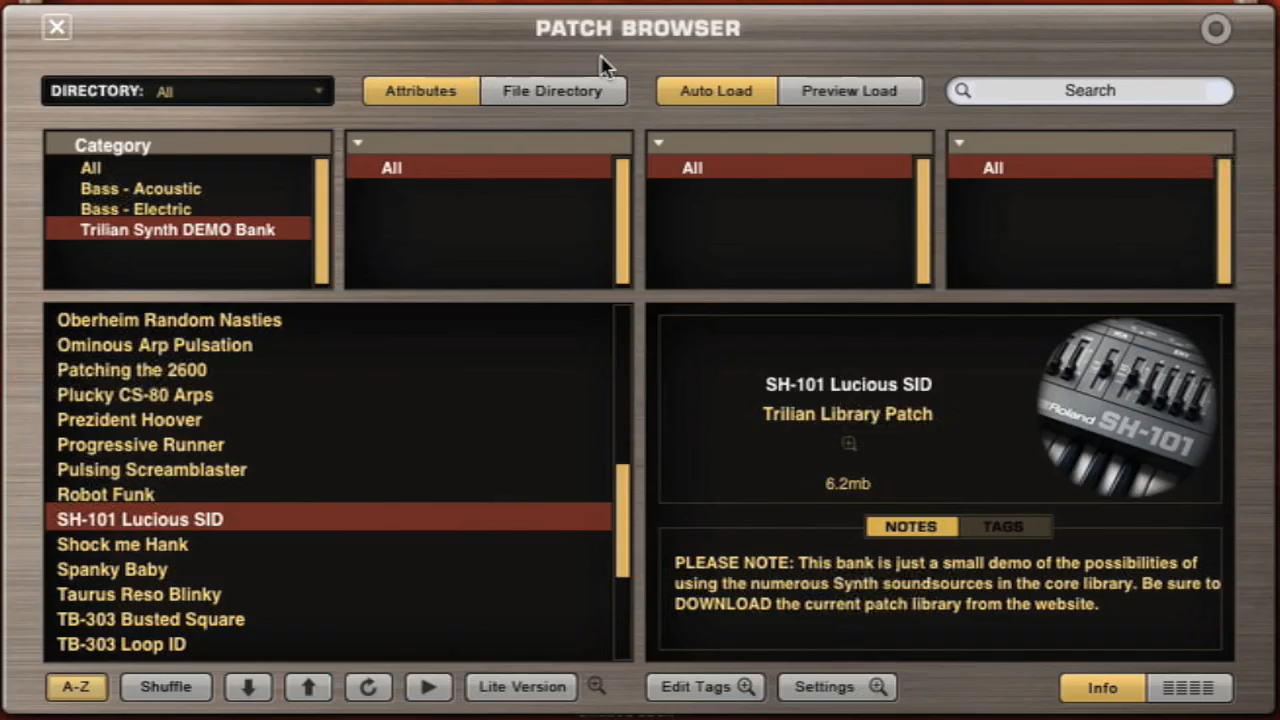 PATCH BROWSER
DIRECTORY: All
Attributes
File Directory
Auto Load
Preview Load
Search
Category
All
Bass - Acoustic
Bass - Electric
Trilian Synth DEMO Bank
All
All
All
Oberheim Random Nasties
Ominous Arp Pulsation
Patching the 2600
Plucky CS-80 Arps
Prezident Hoover
Progressive Runner
Pulsing Screamblaster
Robot Funk
SH-101 Lucious SID
Shock me Hank
Spanky Baby
Taurus Reso Blinky
TB-303 Busted Square
TB-303 Loop ID
SH-101 Lucious SID
Trilian Library Patch
6.2mb
Roland SH-101
NOTES
TAGS
PLEASE NOTE: This bank is just a small demo of the possibilities of
using the numerous Synth soundsources in the core library. Be sure to
DOWNLOAD the current patch library from the website.
A-Z
Shuffle
Lite Version
Edit Tags
Settings
Info